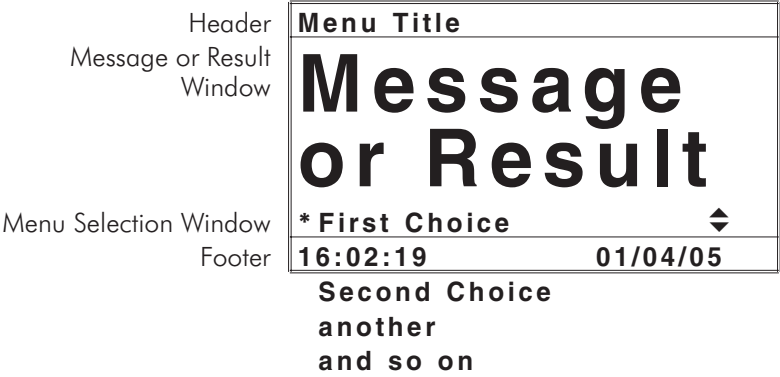 Header
Menu Title
Message or Result
Window
Message
or Result
Menu Selection Window
* First Choice
Footer
16:02:19 01/04/05
Second Choice
another
and so on